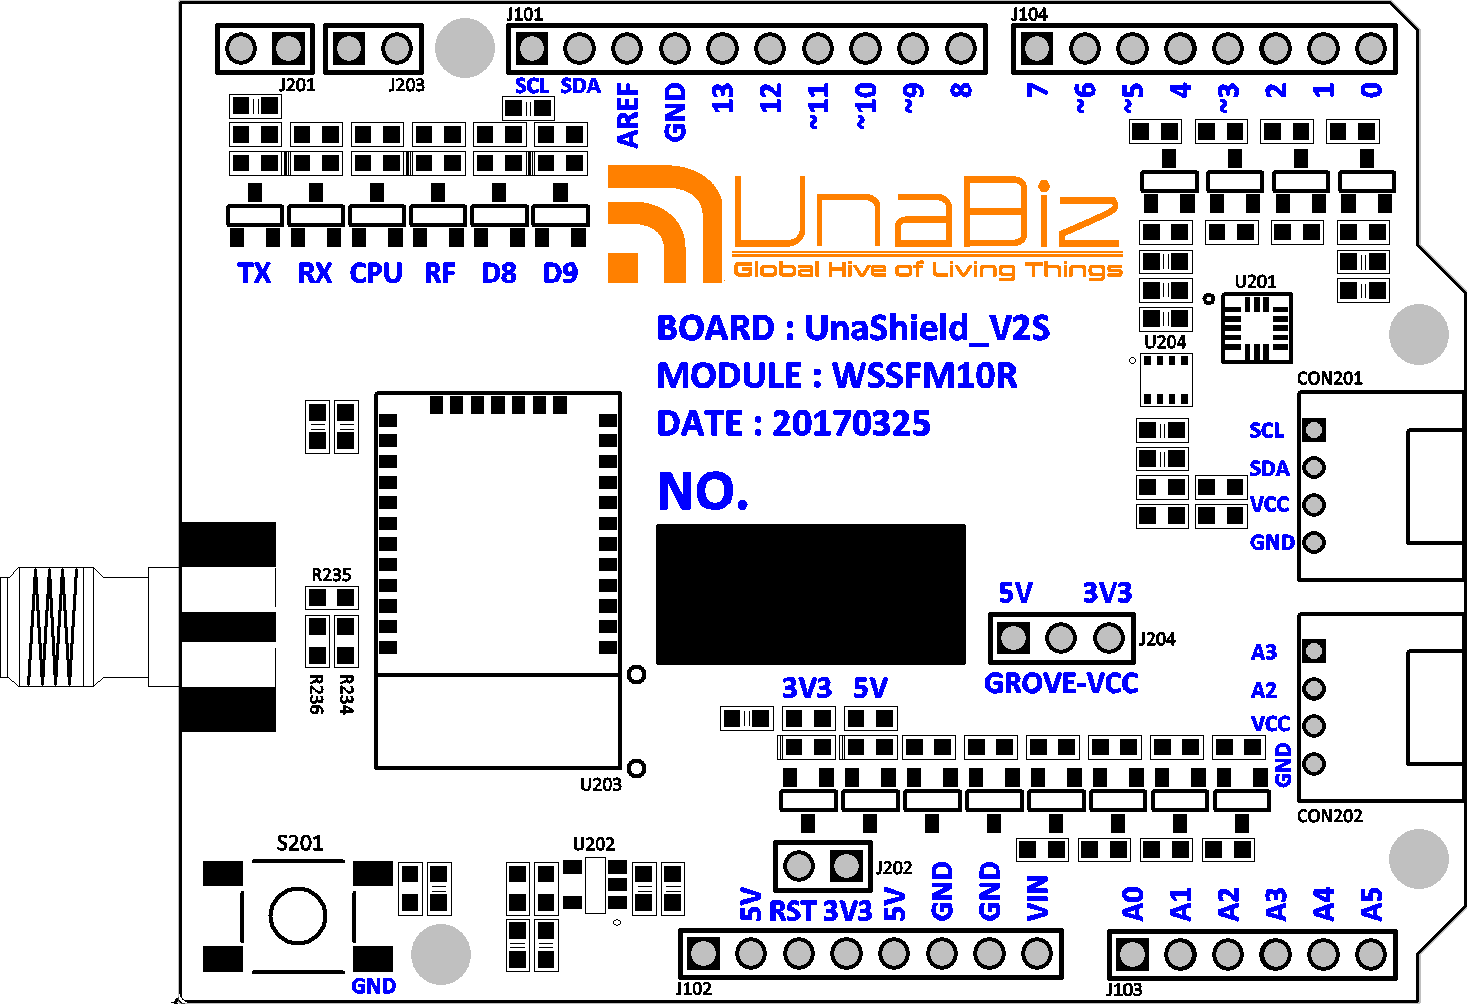 J101
J104
J201
J203
SCL SDA AREF GND 13 12 ~11 ~10 ~9 8
7 ~6 ~5 4 ~3 2 1 0
UnaBiz
Global Hive of Living Things
TX RX CPU RF D8 D9
U201
BOARD : UnaShield_V2S
U204
MODULE : WSSFM10R
CON201
DATE : 20170325
SCL
SDA
VCC
GND
NO.
R235
5V 3V3
J204
GROVE-VCC
A3
A2
VCC
GND
R236 R234
3V3 5V
U203
CON202
S201
U202
J202
5V RST 3V3 5V GND GND VIN
A0 A1 A2 A3 A4 A5
GND
J102
J103